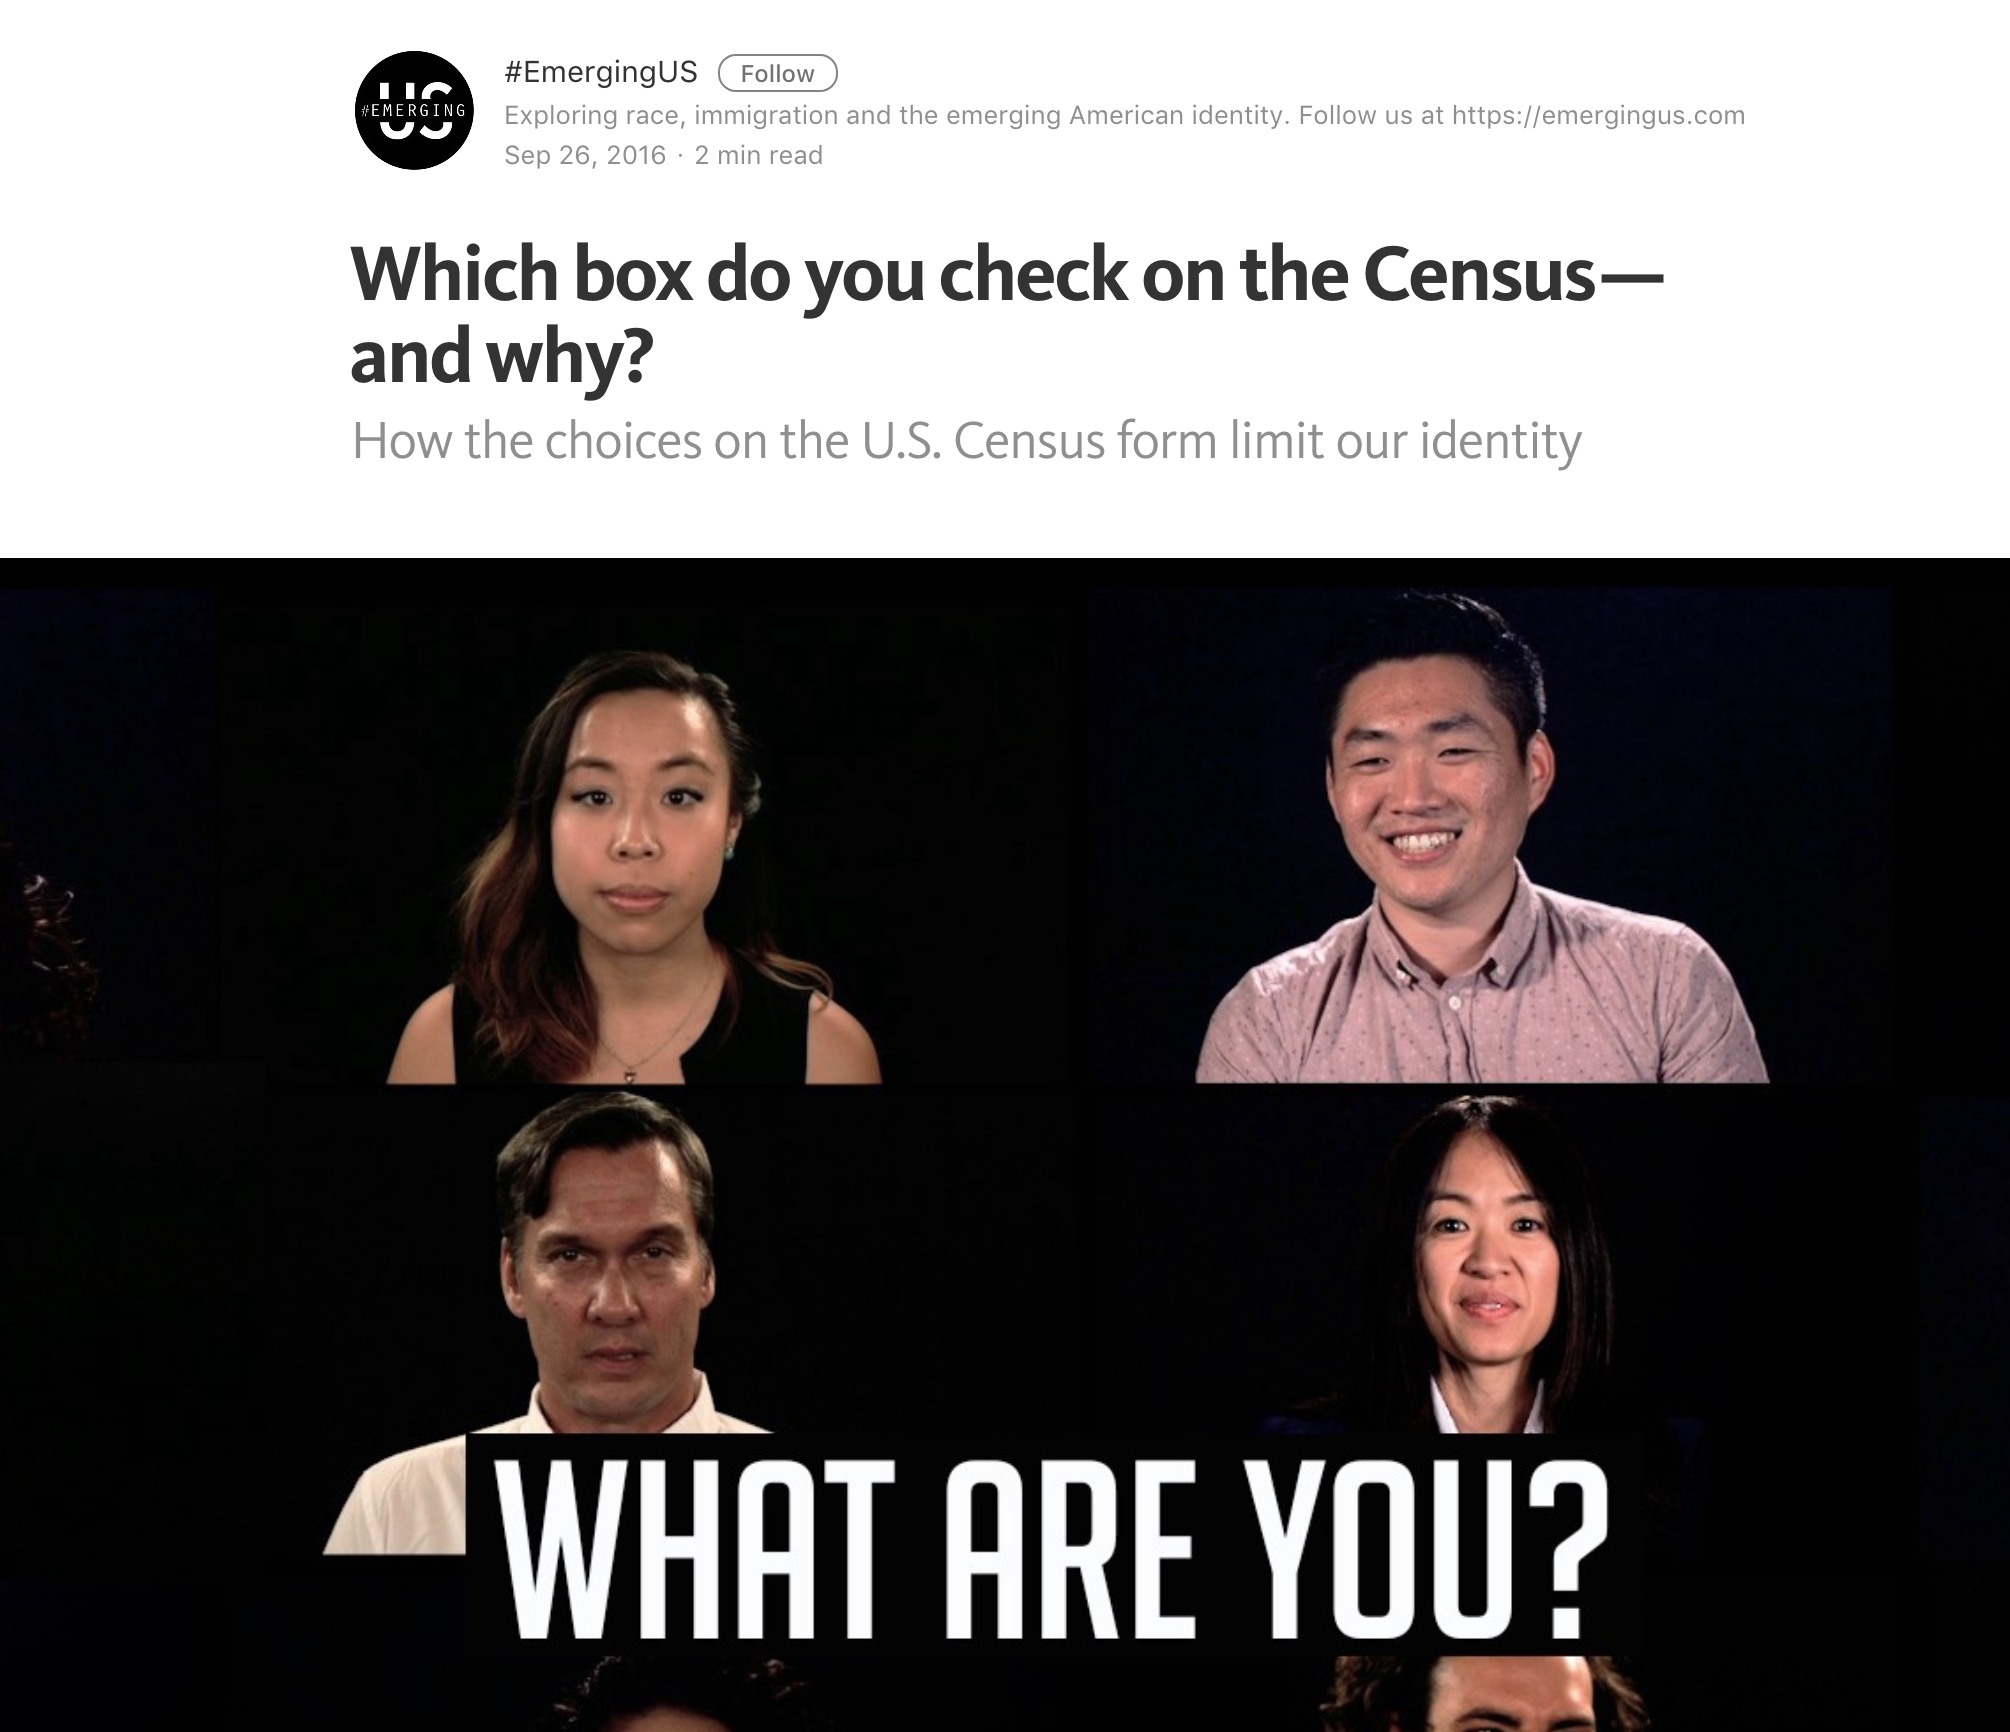 US
#EMERGING
#EmergingUS Follow
Exploring race, immigration and the emerging American identity. Follow us at https://emergingus.com
Sep 26, 2016 · 2 min read
Which box do you check on the Census—
and why?
How the choices on the U.S. Census form limit our identity
WHAT ARE YOU?